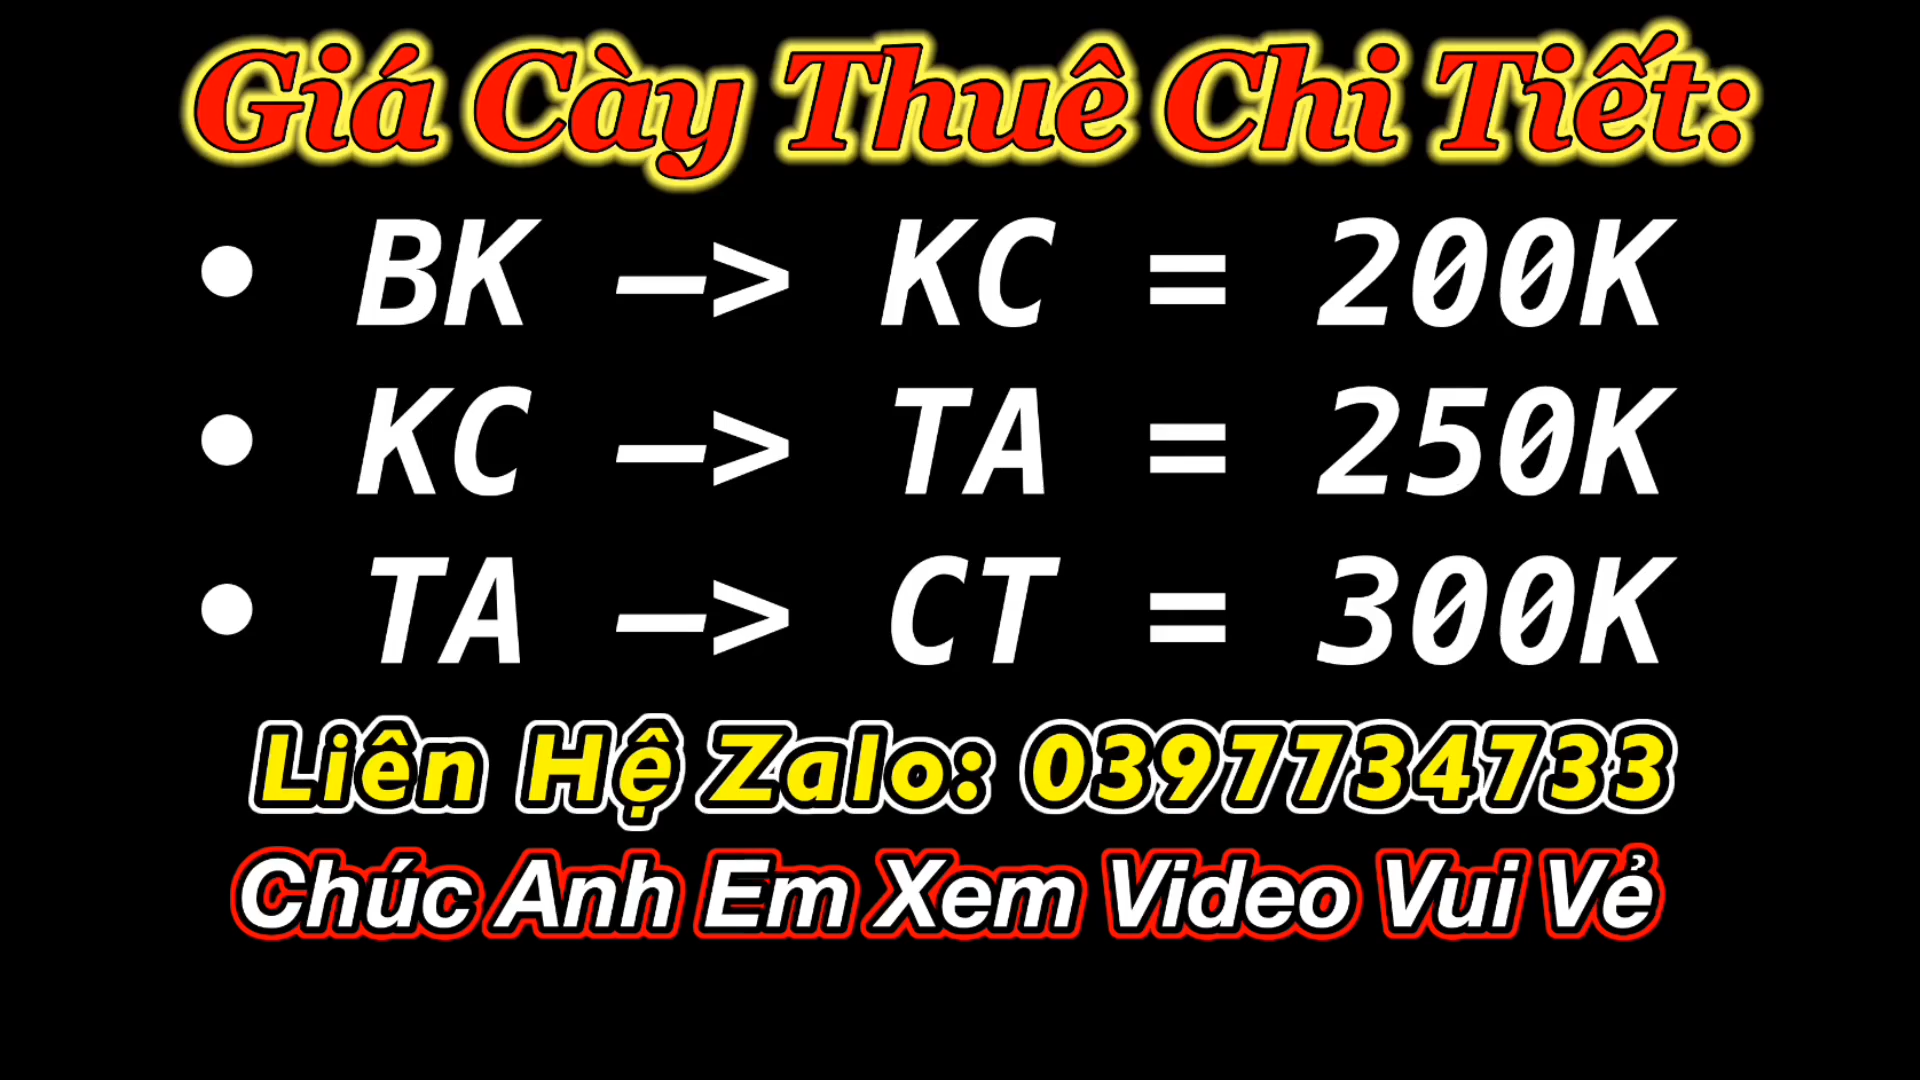 Giá Cày Thuê Chi Tiết:
• BK —> KC = 200K
• KC —> TA = 250K
• TA —> CT = 300K
Liên Hệ Zalo: 0397734733
Chúc Anh Em Xem Video Vui Vẻ